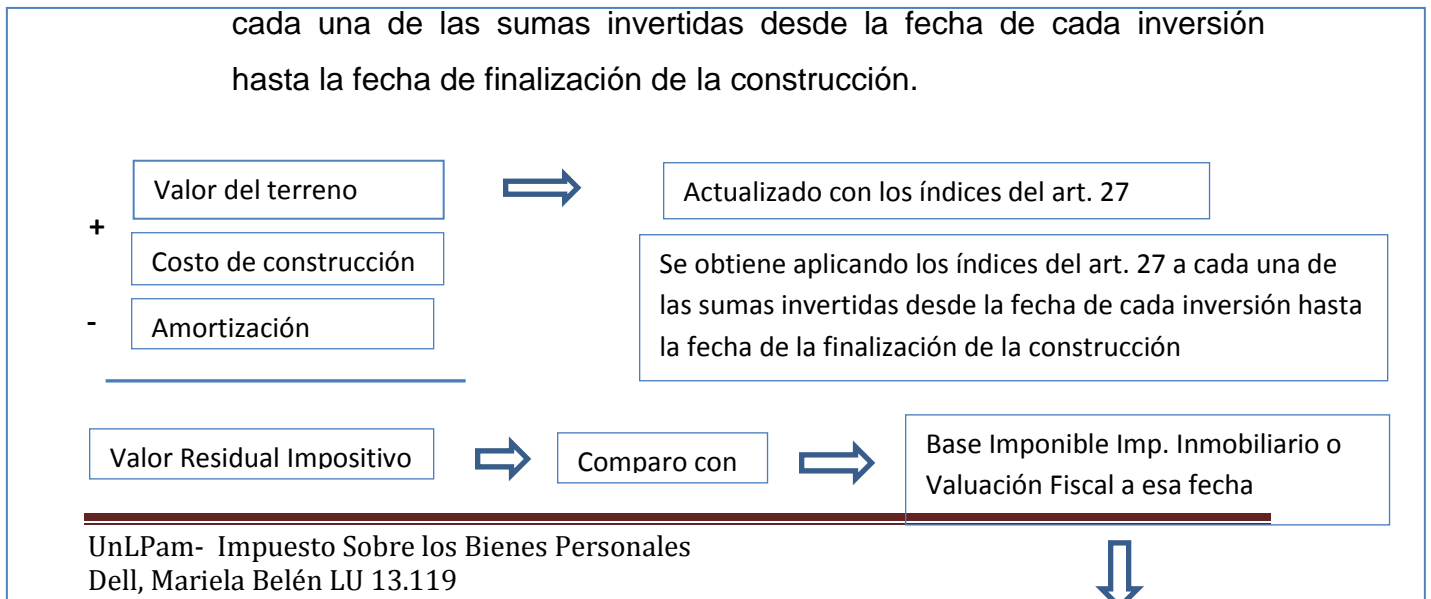 cada una de las sumas invertidas desde la fecha de cada inversión
hasta la fecha de finalización de la construcción.
Valor del terreno
Actualizado con los índices del art. 27
+
Costo de construcción
Se obtiene aplicando los índices del art. 27 a cada una de
las sumas invertidas desde la fecha de cada inversión hasta
la fecha de la finalización de la construcción
-
Amortización
Valor Residual Impositivo
Comparo con
Base Imponible Imp. Inmobiliario o
Valuación Fiscal a esa fecha
UnLPam- Impuesto Sobre los Bienes Personales
Dell, Mariela Belén LU 13.119